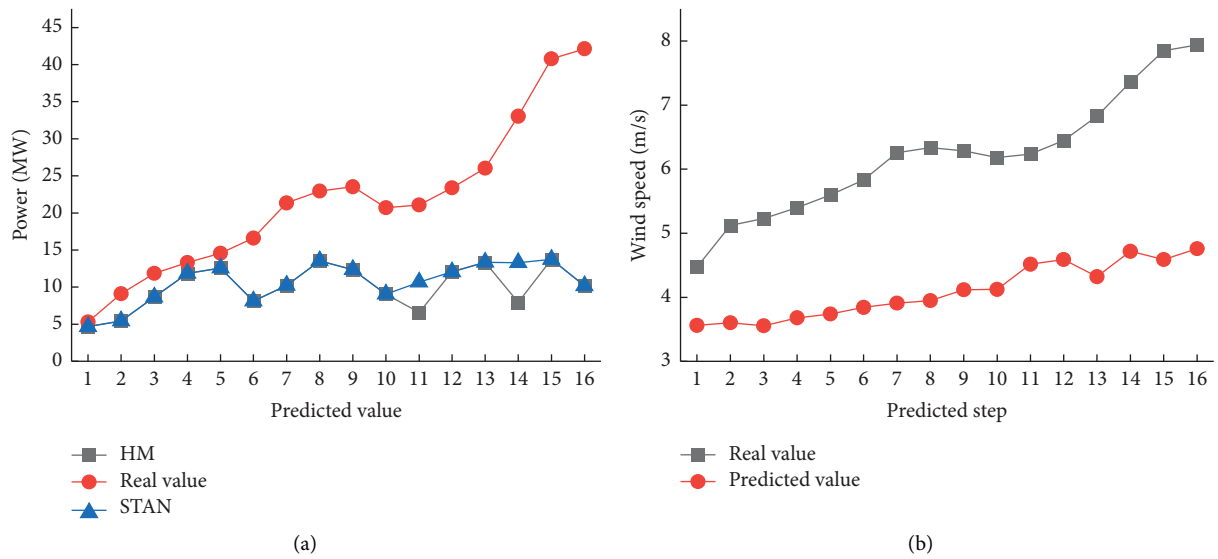 45
40
35
30
25
20
15
10
5
0
Power (MW)
1 2 3 4 5 6 7 8 9 10 11 12 13 14 15 16
Predicted value
HM
Real value
STAN
(a)
8
7
6
5
4
3
Wind speed (m/s)
1 2 3 4 5 6 7 8 9 10 11 12 13 14 15 16
Predicted step
Real value
Predicted value
(b)